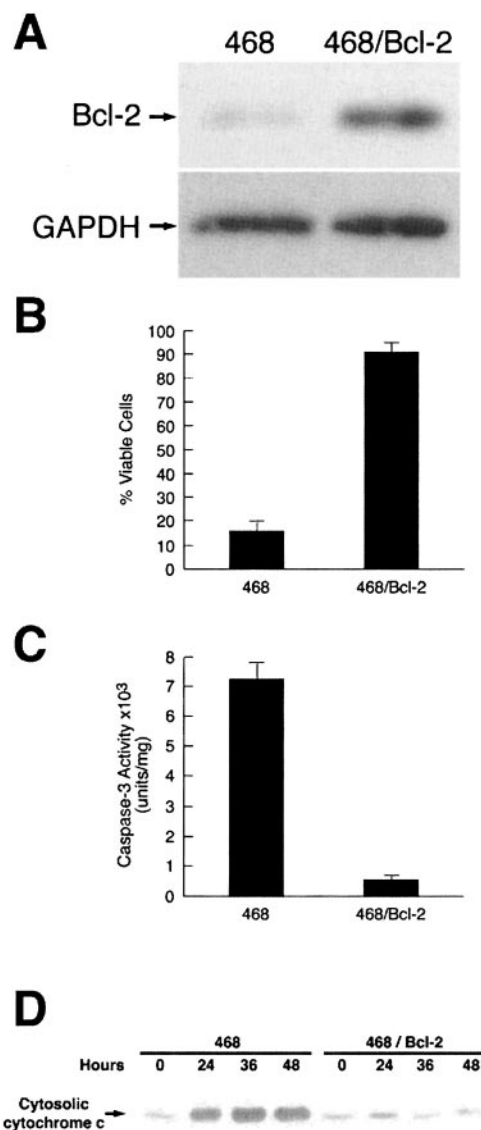 A
468 468/Bcl-2
Bcl-2
GAPDH
B
% Viable Cells
100
90
80
70
60
50
40
30
20
10
0
468 468/Bcl-2
C
Caspase-3 Activity x10³
(units/mg)
8
7
6
5
4
3
2
1
0
468 468/Bcl-2
D
468 468 / Bcl-2
Hours 0 24 36 48 0 24 36 48
Cytosolic
cytochrome c